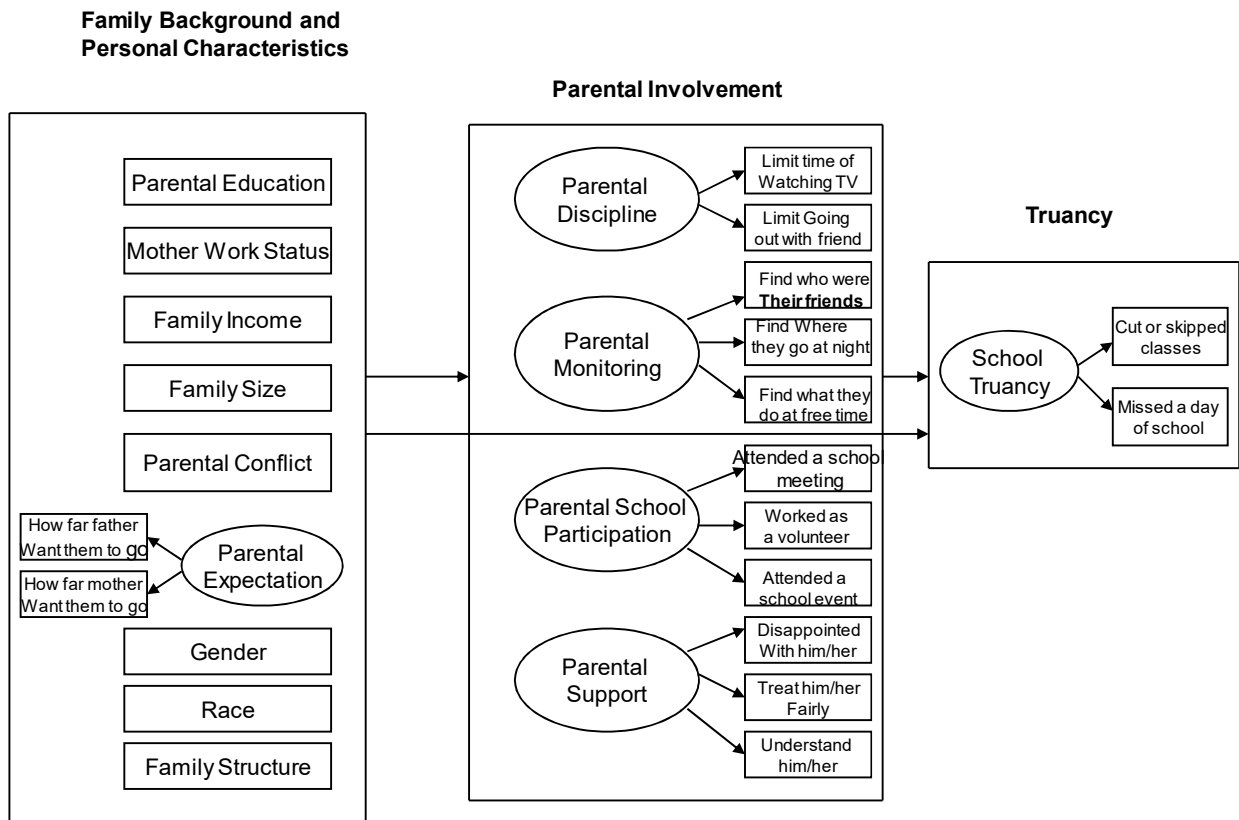 Family Background and
Personal Characteristics
Parental Education
Mother Work Status
Family Income
Family Size
Parental Conflict
How far father
Want them to go
How far mother
Want them to go
Parental
Expectation
Gender
Race
Family Structure
Parental Involvement
Parental
Discipline
Limit time of
Watching TV
Limit Going
out with friend
Parental
Monitoring
Find who were
Their friends
Find Where
they go at night
Find what they
do at free time
Parental School
Participation
Attended a school
meeting
Worked as
a volunteer
Attended a
school event
Parental
Support
Disappointed
With him/her
Treat him/her
Fairly
Understand
him/her
Truancy
School
Truancy
Cut or skipped
classes
Missed a day
of school